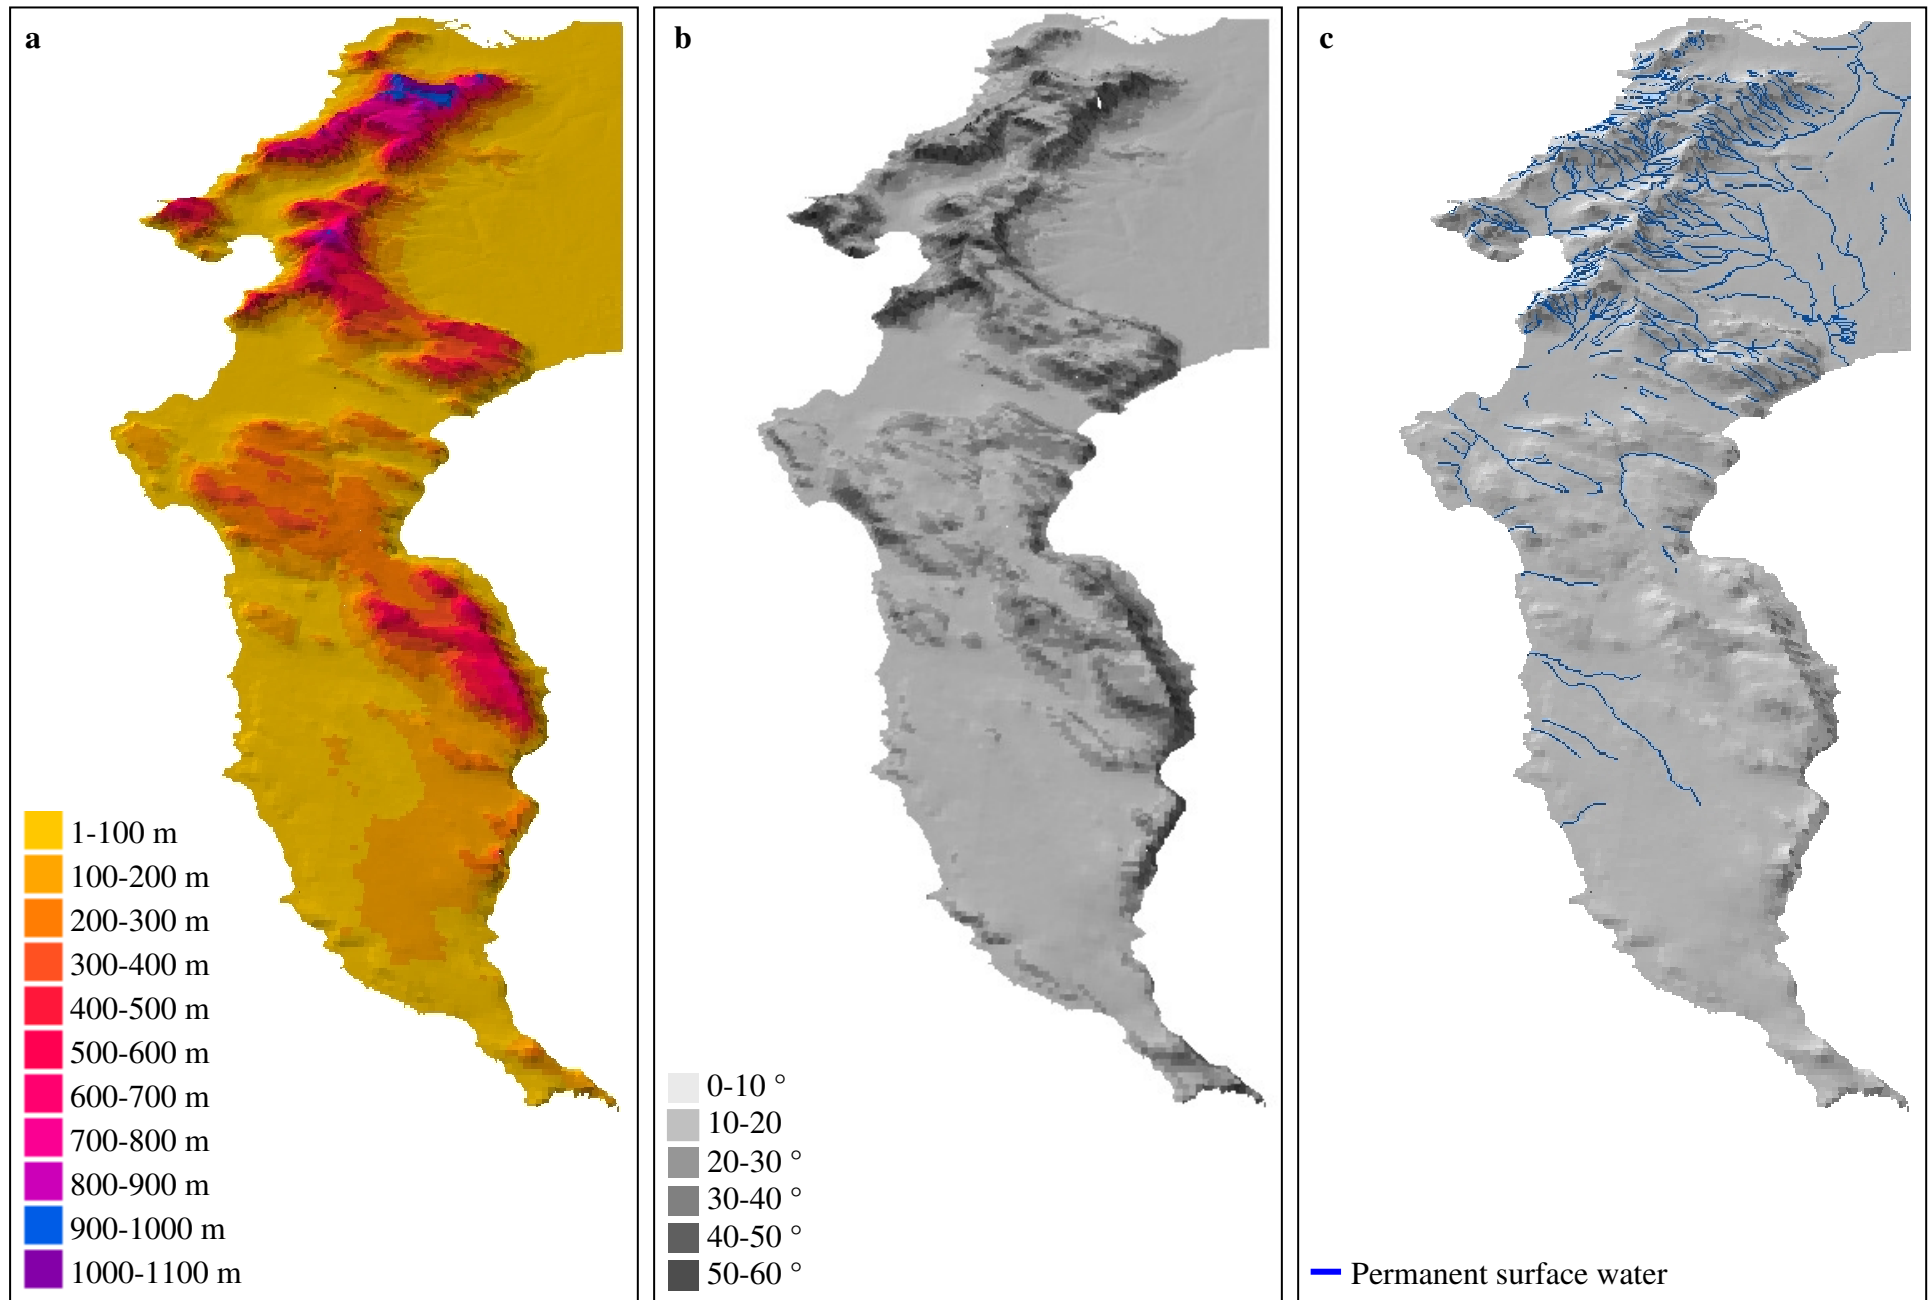 a
1-100 m
100-200 m
200-300 m
300-400 m
400-500 m
500-600 m
600-700 m
700-800 m
800-900 m
900-1000 m
1000-1100 m
b
0-10 °
10-20
20-30 °
30-40 °
40-50 °
50-60 °
c
Permanent surface water